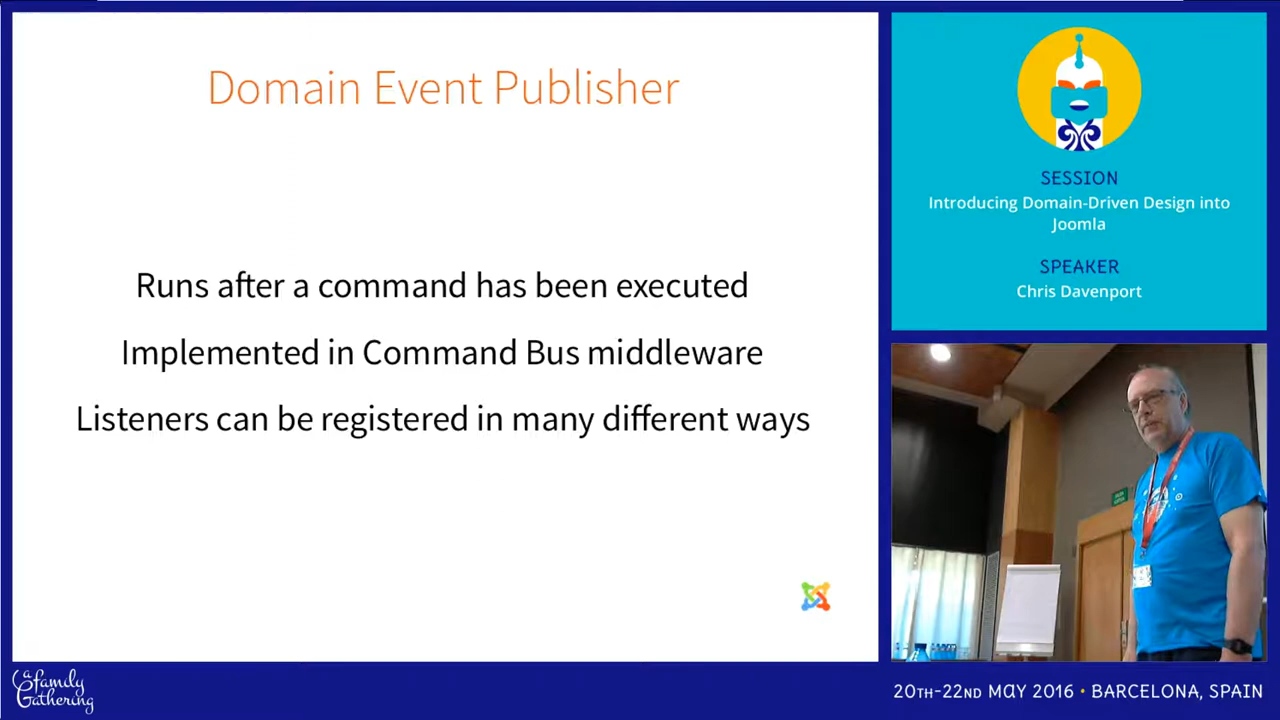 Domain Event Publisher
Runs after a command has been executed
Implemented in Command Bus middleware
Listeners can be registered in many different ways
SESSION
Introducing Domain-Driven Design into
Joomla
SPEAKER
Chris Davenport
a family
Gathering
20TH-22ND MAY 2016 • BARCELONA, SPAIN